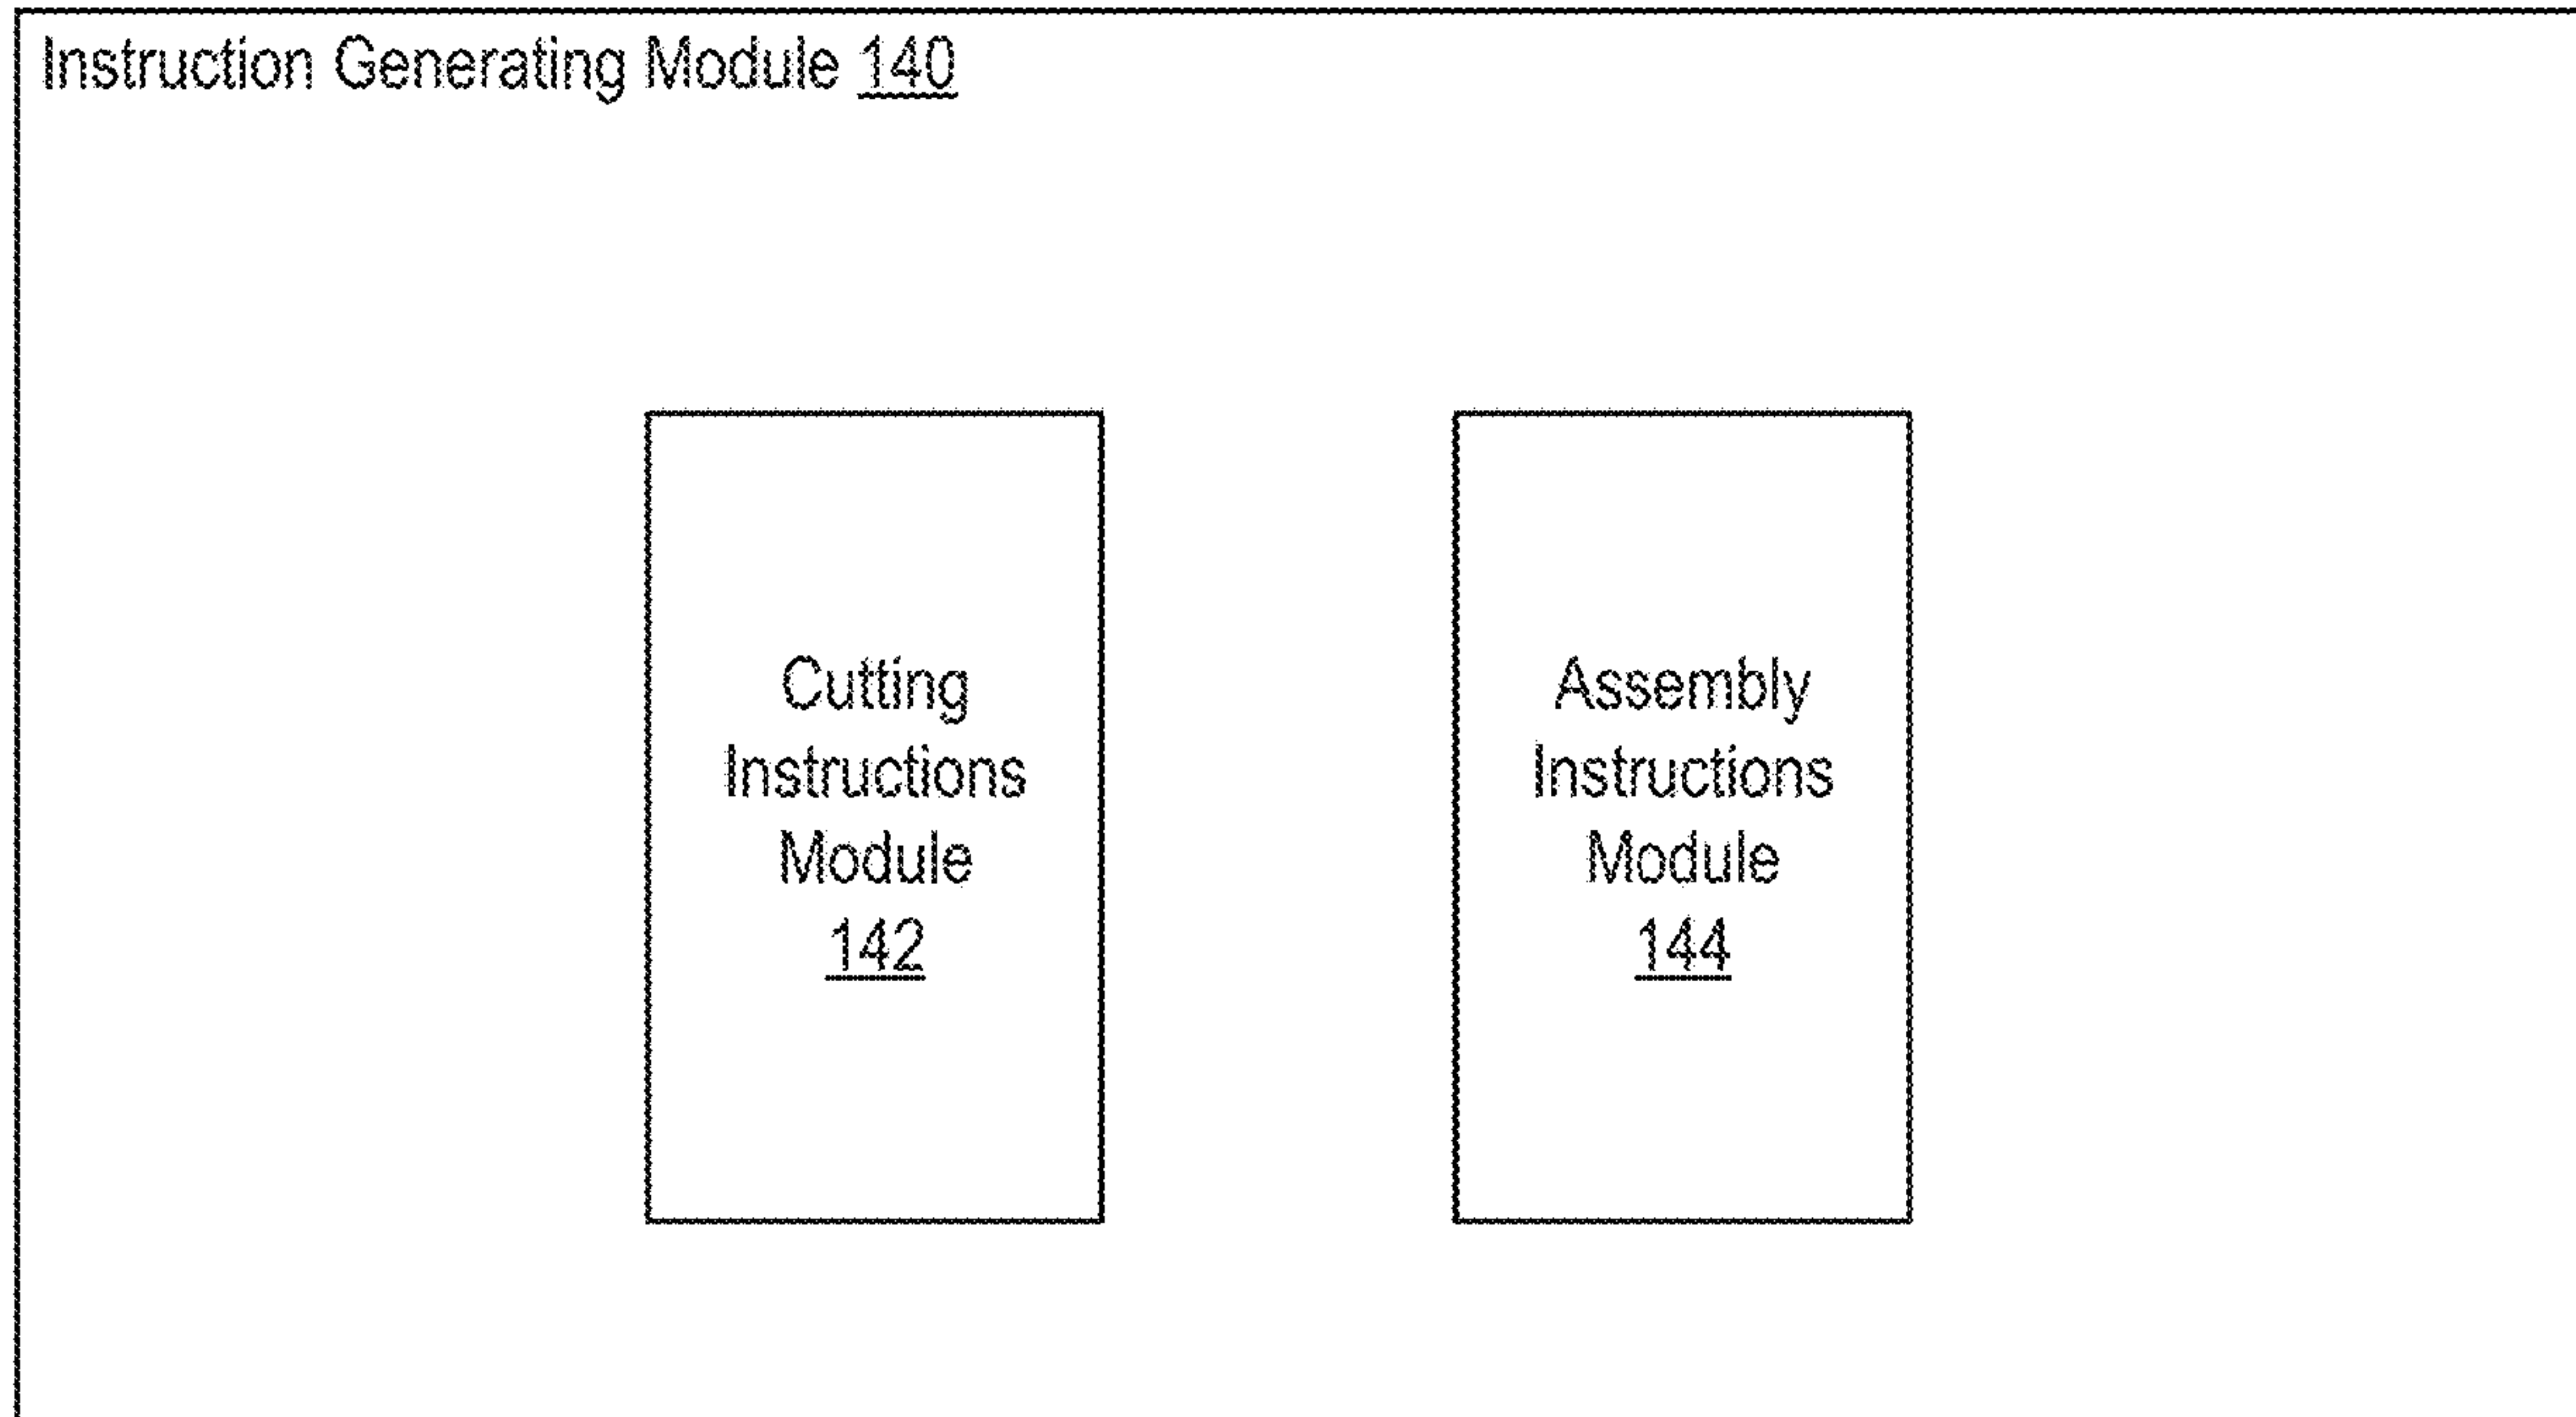 Instruction Generating Module 140
Cutting
Instructions
Module
142
Assembly
Instructions
Module
144